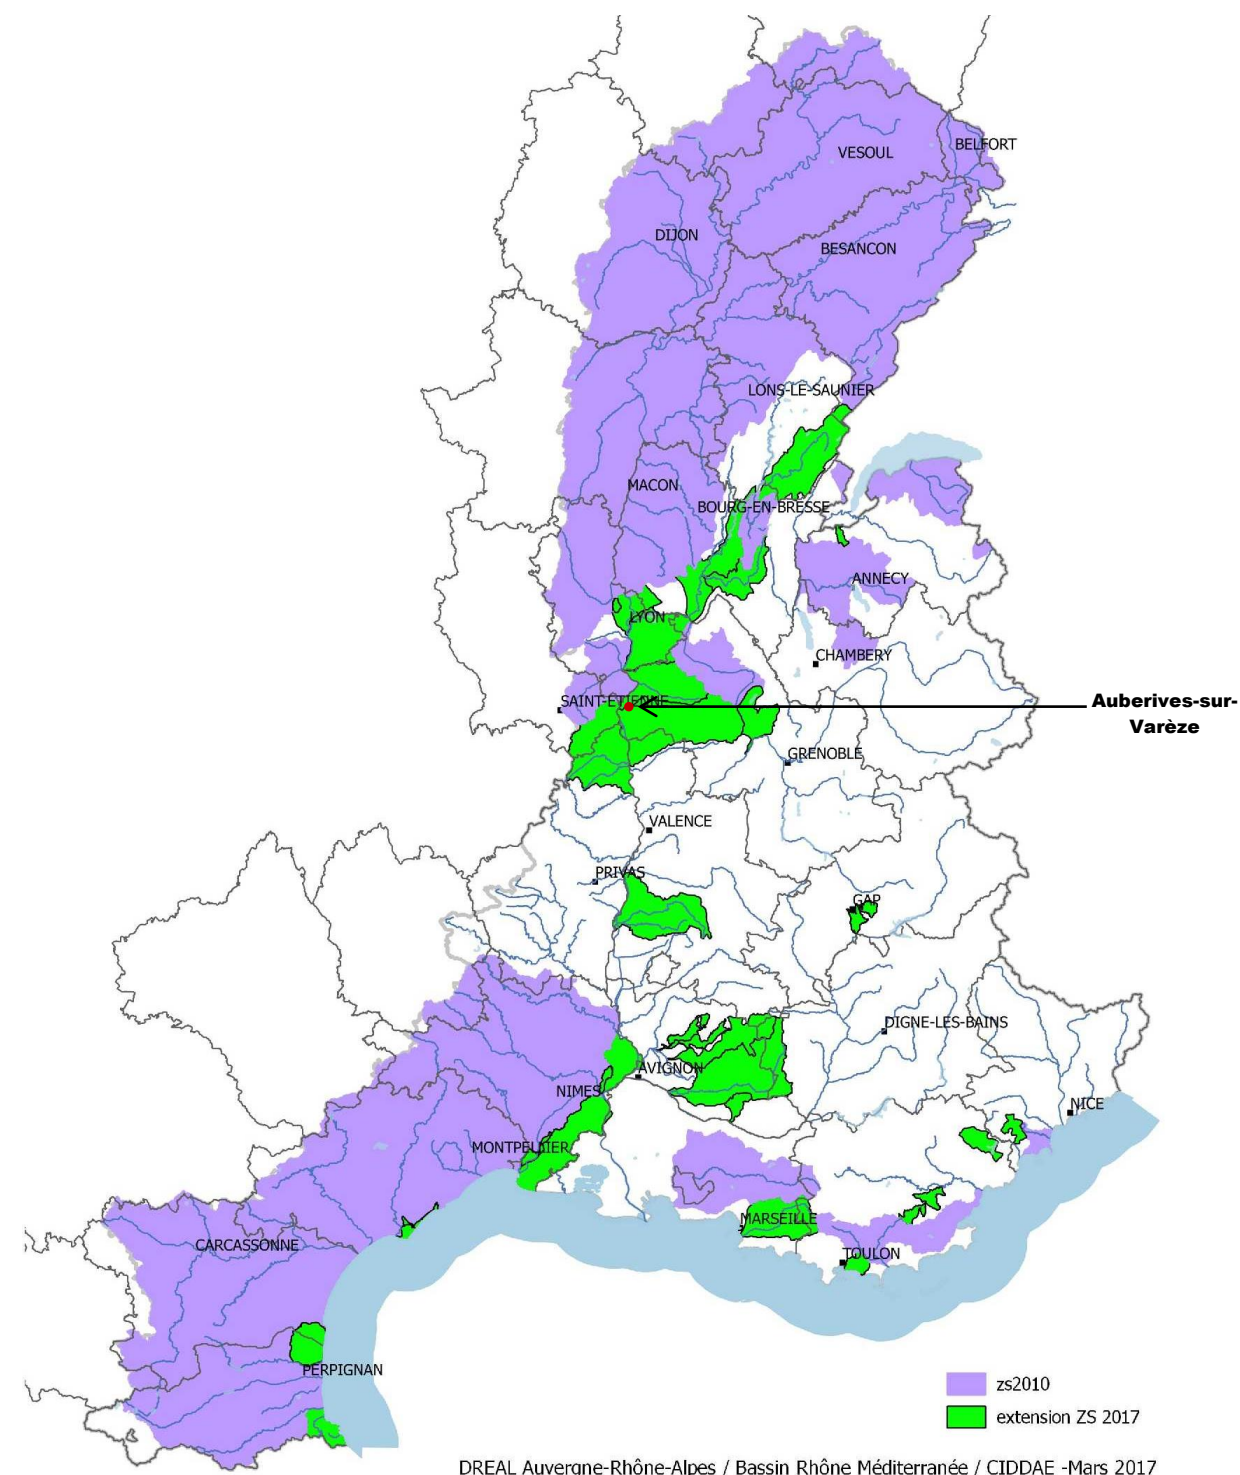 BELFORT
VESOUL
DIJON
BESANCON
LONS-LE-SAUNIER
MACON
BOURG-EN-BRESSE
ANNECY
LYON
CHAMBERY
SAINT-ÉTIENNE
Auberives-sur-
Varèze
GRENOBLE
VALENCE
PRIVAS
GAP
DIGNE-LES-BAINS
AVIGNON
NIMES
NICE
MONTPELLIER
MARSEILLE
CARCASSONNE
TOULON
PERPIGNAN
zs2010
extension ZS 2017
DREAL Auvergne-Rhône-Alpes / Bassin Rhône Méditerranée / CIDDAE -Mars 2017